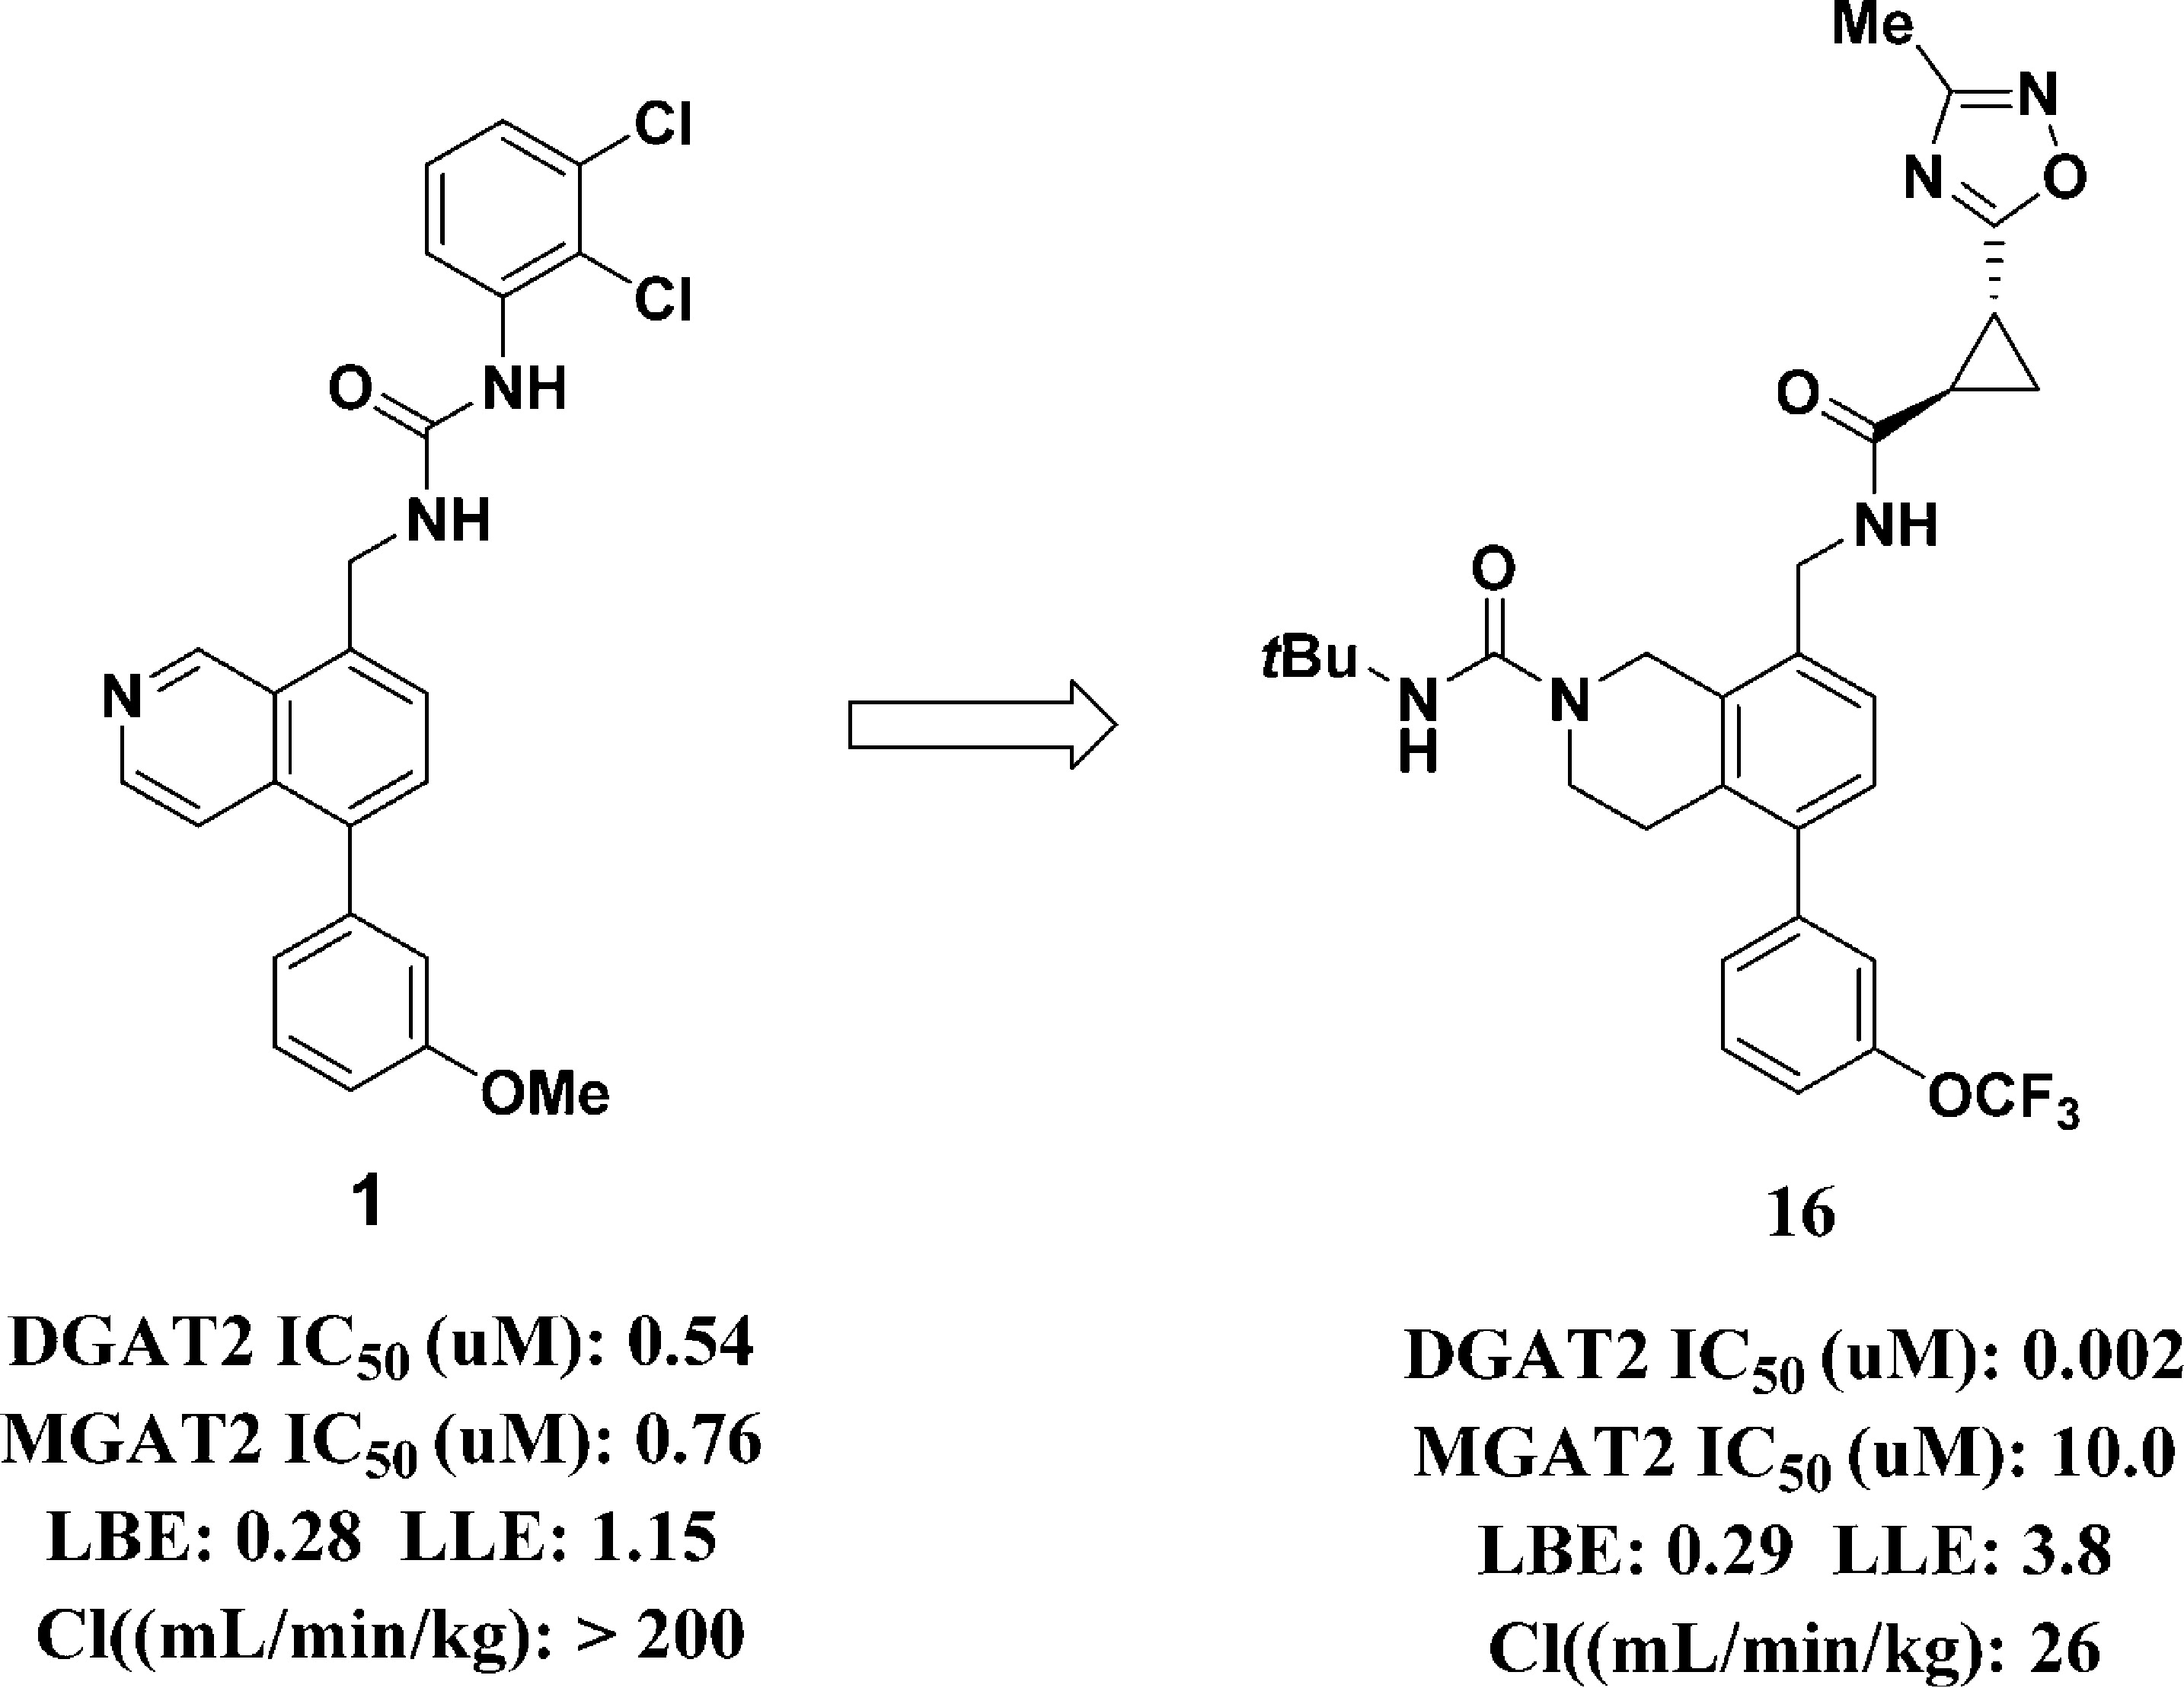 Cl
Cl
O
NH
NH
N
OMe
1
DGAT2 IC50 (uM): 0.54
MGAT2 IC50 (uM): 0.76
LBE: 0.28 LLE: 1.15
Cl((mL/min/kg): > 200
Me
N
N
O
O
NH
O
tBu
N
H
N
OCF3
16
DGAT2 IC50 (uM): 0.002
MGAT2 IC50 (uM): 10.0
LBE: 0.29 LLE: 3.8
Cl((mL/min/kg): 26